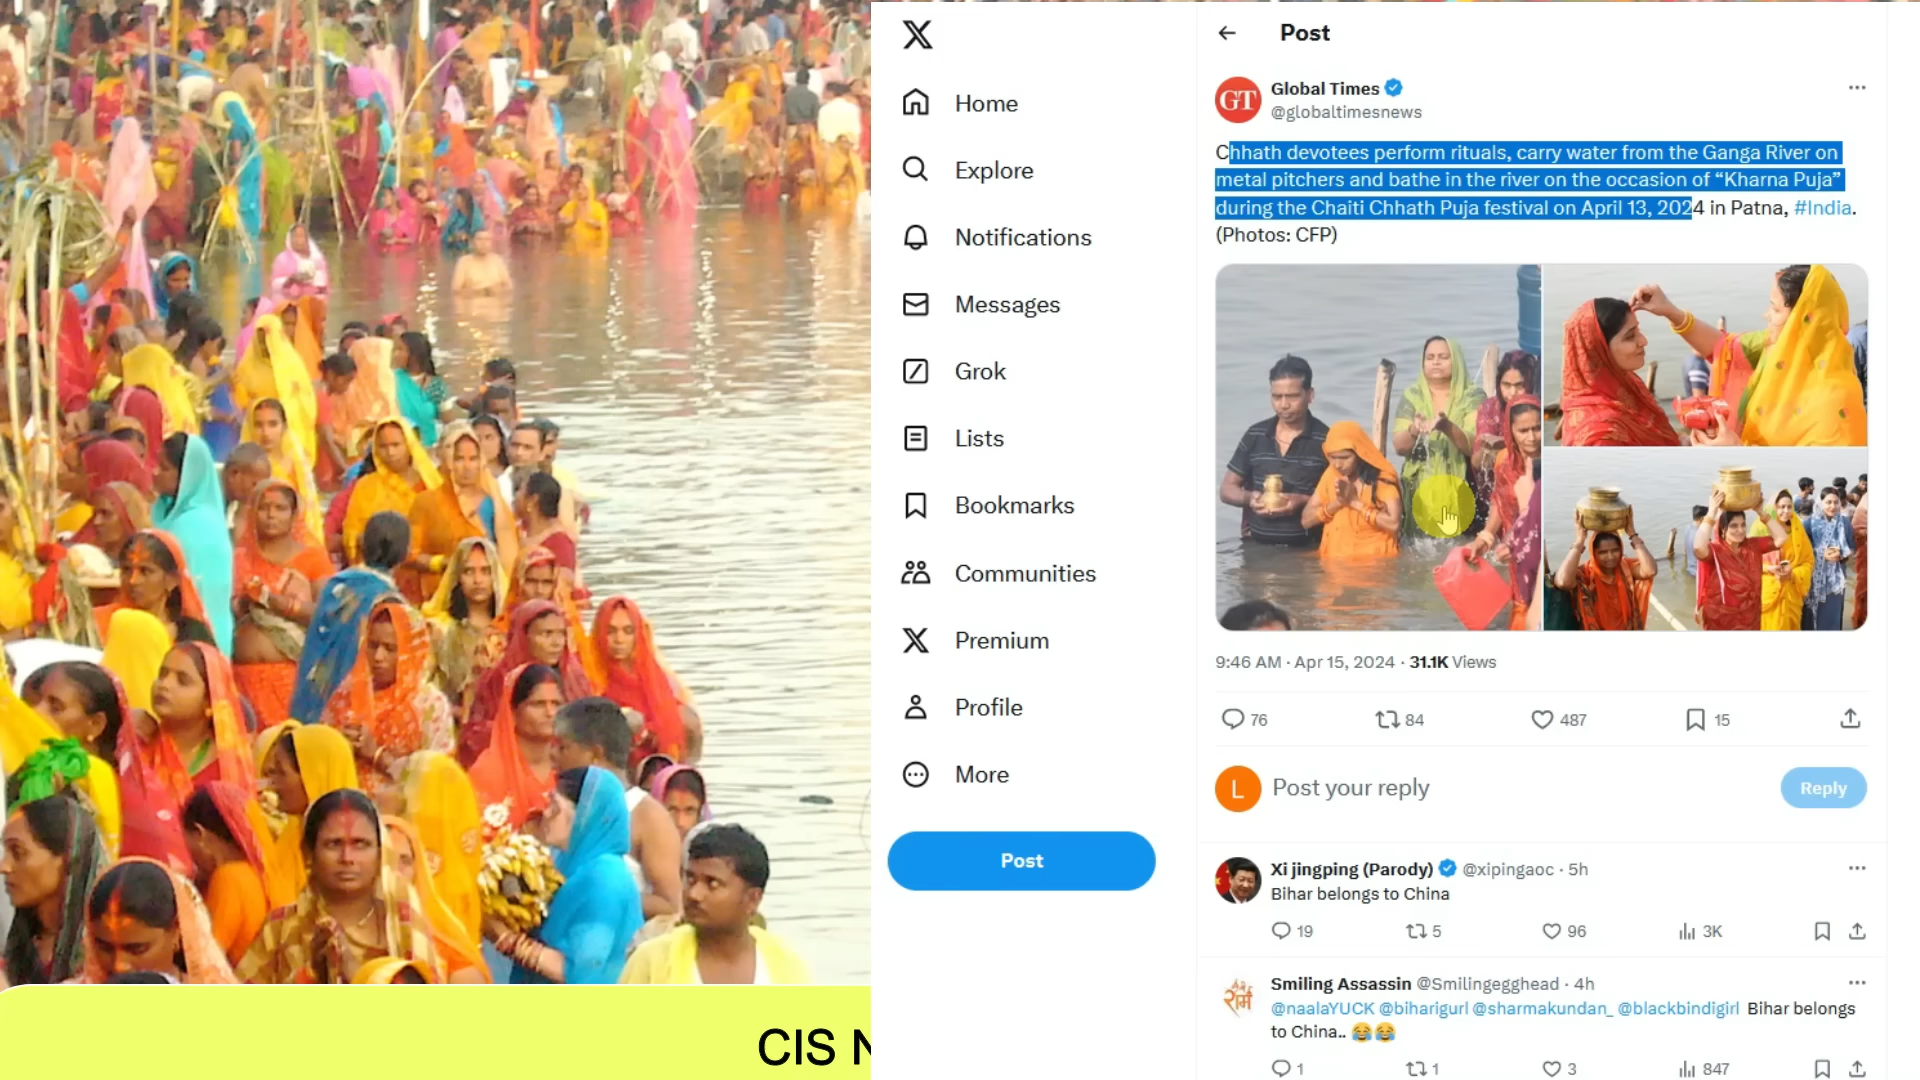 CIS N
X
Home
Explore
Notifications
Messages
Grok
Lists
Bookmarks
Communities
Premium
Profile
More
Post
Post
GT
Global Times
@globaltimesnews
Chhath devotees perform rituals, carry water from the Ganga River on
metal pitchers and bathe in the river on the occasion of “Kharna Puja”
during the Chaiti Chhath Puja festival on April 13, 2024 in Patna, #India.
(Photos: CFP)
9:46 AM · Apr 15, 2024 · 31.1K Views
76 84 487 15
L Post your reply Reply
Xi jingping (Parody) @xipingaoc · 5h
Bihar belongs to China
19 5 96 3K
Smiling Assassin @Smilingegghead · 4h
@naalaYUCK @biharigurl @sharmakundan_ @blackbindigirl Bihar belongs
to China.. 😂😂
1 1 3 847